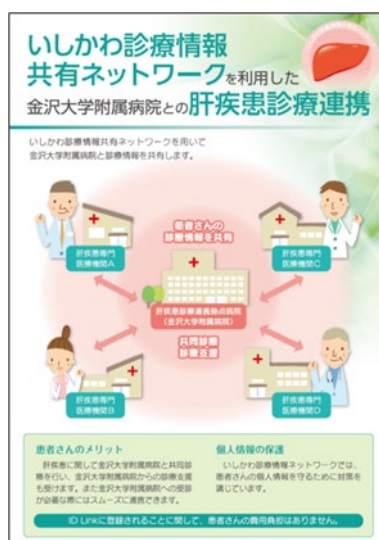 いしかわ診療情報
共有ネットワークを利用した
金沢大学附属病院との肝疾患診療連携
いしかわ診療情報共有ネットワークを用いて
金沢大学附属病院と診療情報を共有します。
患者さんの
診療情報を共有
肝疾患専門
医療機関A
肝疾患専門
医療機関C
肝疾患診療連携拠点病院
(金沢大学附属病院)
共同診療
診療支援
肝疾患専門
医療機関B
肝疾患専門
医療機関D
患者さんのメリット
肝疾患に関して金沢大学附属病院と共同診
療を行い、金沢大学附属病院からの診療支援
も受けます。また金沢大学附属病院への受診
が必要な際にはスムーズに連携できます。
個人情報の保護
いしかわ診療情報ネットワークでは、
患者さんの個人情報を守るために対策を
講じています。
ID Linkに登録されることに関して、患者さんの費用負担はありません。